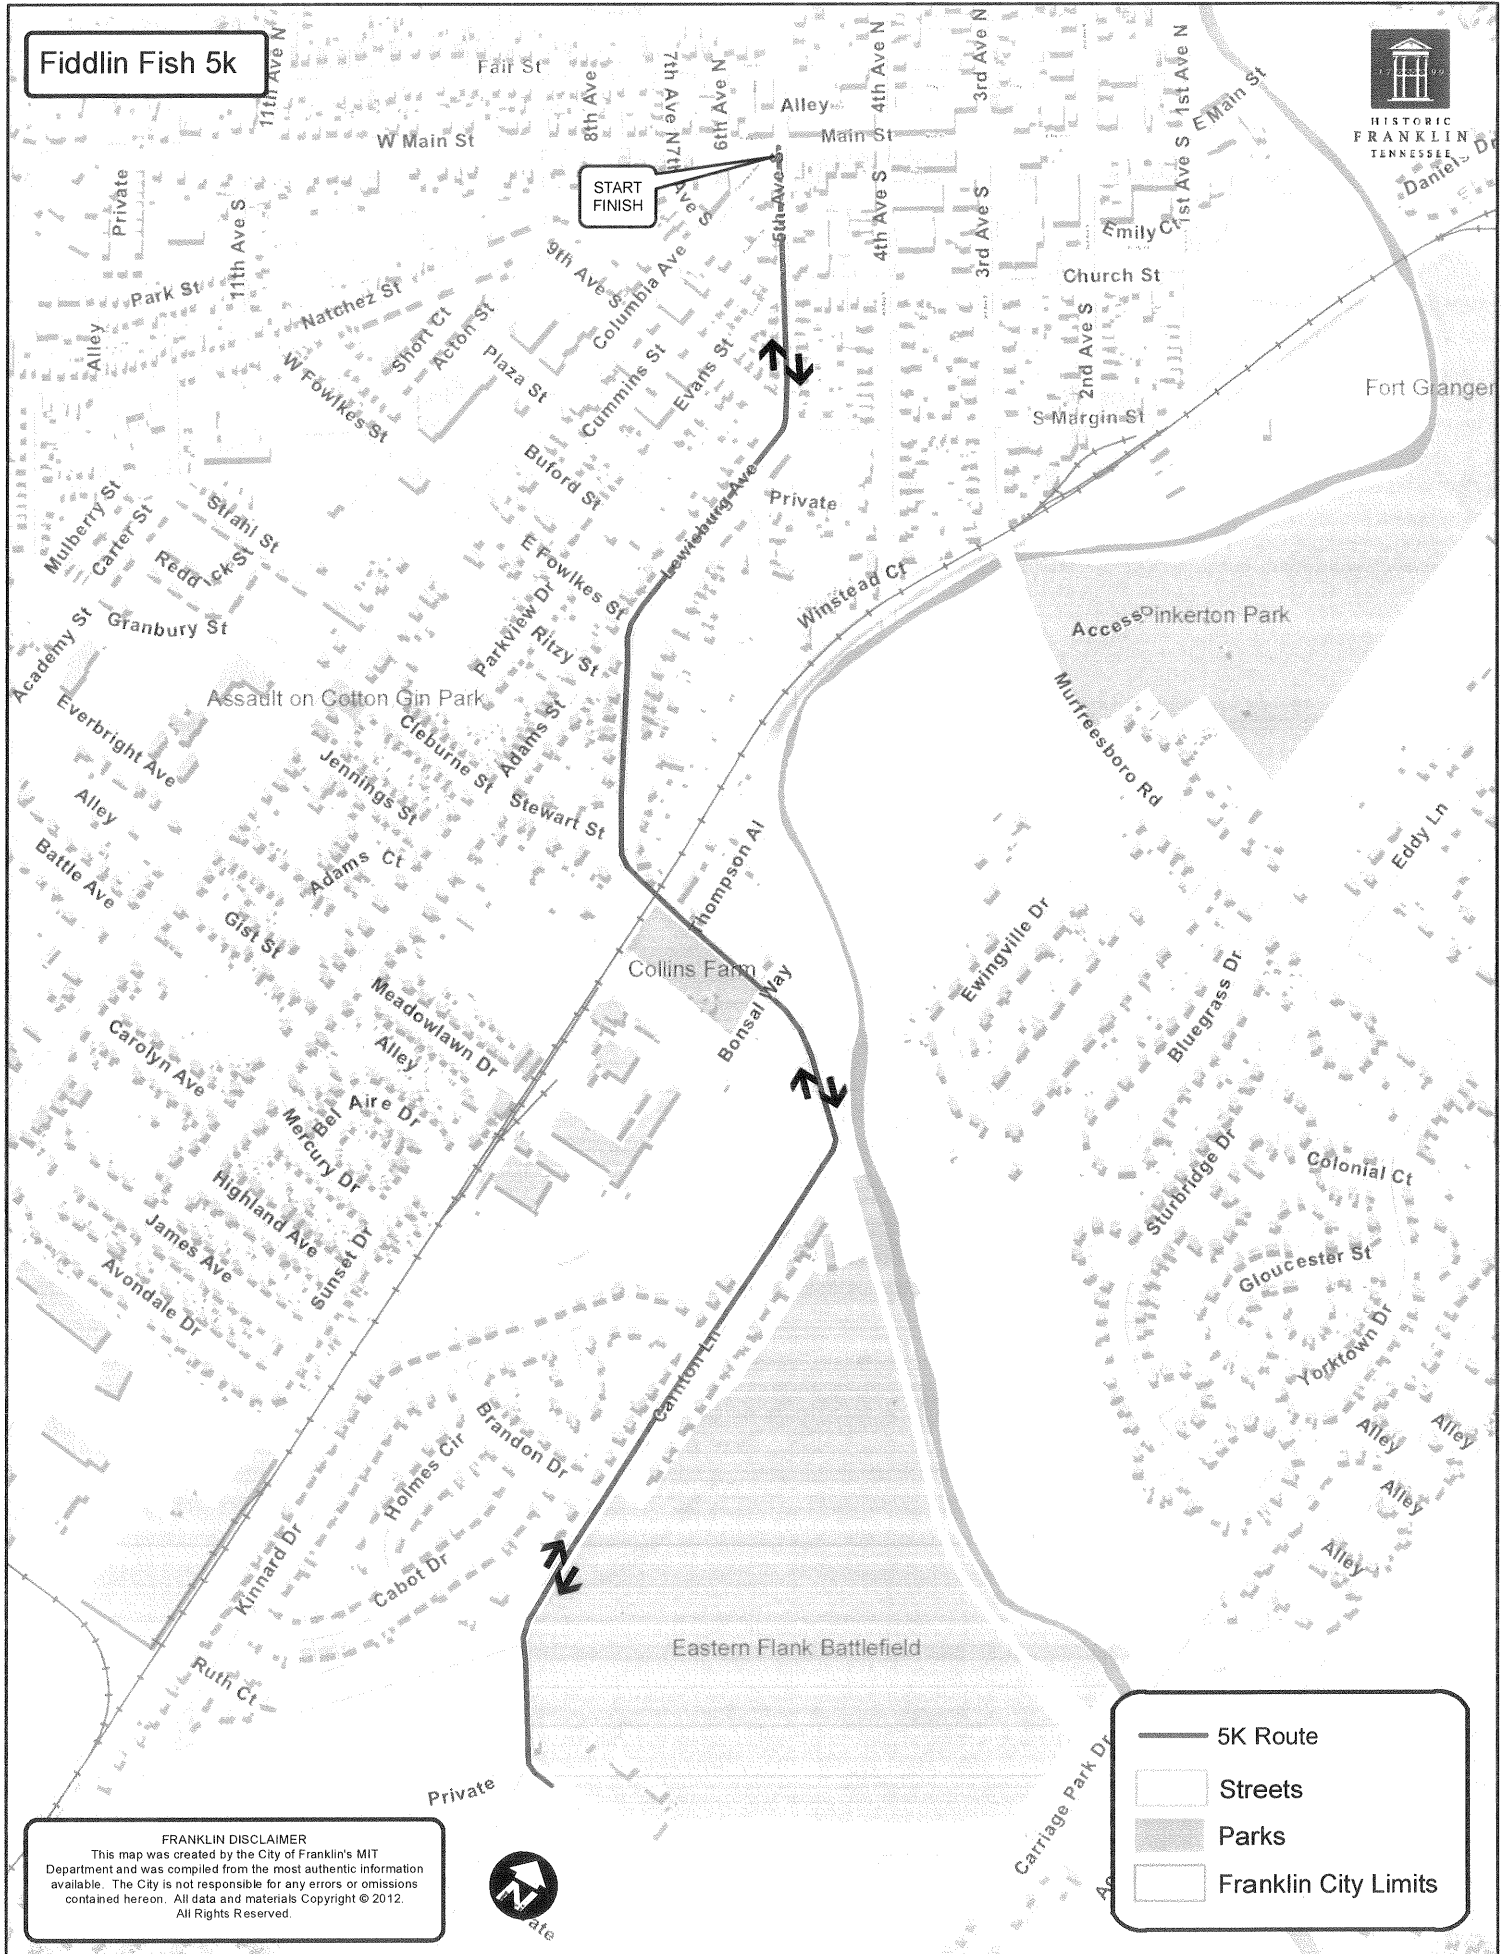 Fiddlin Fish 5k
11th Ave N
Fair St
8th Ave
7th Ave N
6th Ave N
Alley
4th Ave N
3rd Ave N
1st Ave N
E Main St
HISTORIC
FRANKLIN
TENNESSEE
Daniels Dr
W Main St
Main St
START
FINISH
7th Ave S
5th Ave S
4th Ave S
3rd Ave S
1st Ave S
Emily Ct
Private
11th Ave S
9th Ave S
Columbia Ave
Church St
Park St
Natchez St
Short Ct
Acton St
2nd Ave S
Alley
W Fowlkes St
Plaza St
Cummins St
Evans St
Fort Granger
S Margin St
Buford St
Lewisburg Ave
Private
Mulberry St
Carter St
Strahl St
Reddick St
E Fowlkes St
Winstead Ct
Parkview Dr
Ritzy St
Access
Pinkerton Park
Academy St
Granbury St
Assault on Cotton Gin Park
Everbright Ave
Cleburne St
Adams St
Murfreesboro Rd
Jennings St
Alley
Stewart St
Thompson Al
Eddy Ln
Battle Ave
Adams Ct
Gist St
Collins Farm
Ewingville Dr
Bluegrass Dr
Meadowlawn Dr
Bonsal Way
Carolyn Ave
Alley
Bel Aire Dr
Mercury Dr
Highland Ave
Sturbridge Dr
Colonial Ct
James Ave
Sunset Dr
Gloucester St
Avondale Dr
Yorktown Dr
Carnton Ln
Brandon Dr
Holmes Cir
Alley
Alley
Alley
Kinnard Dr
Cabot Dr
Alley
Eastern Flank Battlefield
Ruth Ct
Private
Carriage Park Dr
5K Route
Streets
Parks
Franklin City Limits
FRANKLIN DISCLAIMER
This map was created by the City of Franklin's MIT
Department and was compiled from the most authentic information
available. The City is not responsible for any errors or omissions
contained hereon. All data and materials Copyright © 2012.
All Rights Reserved.
N